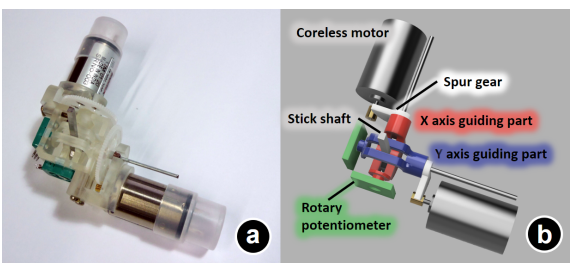 Coreless motor
Spur gear
Stick shaft
X axis guiding part
Y axis guiding part
Rotary
potentiometer
a
b